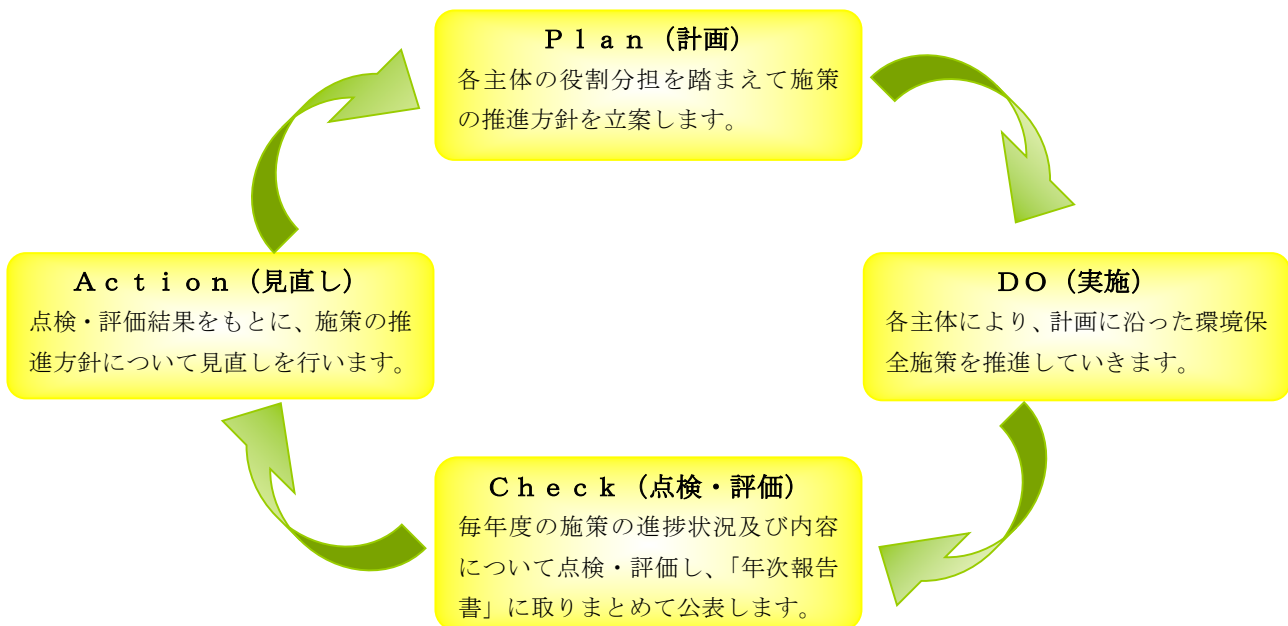 Ｐｌａｎ（計画）
各主体の役割分担を踏まえて施策
の推進方針を立案します。
Ａｃｔｉｏｎ（見直し）
点検・評価結果をもとに、施策の推
進方針について見直しを行います。
ＤＯ（実施）
各主体により、計画に沿った環境保
全施策を推進していきます。
Ｃｈｅｃｋ（点検・評価）
毎年度の施策の進捗状況及び内容
について点検・評価し、「年次報告
書」に取りまとめて公表します。